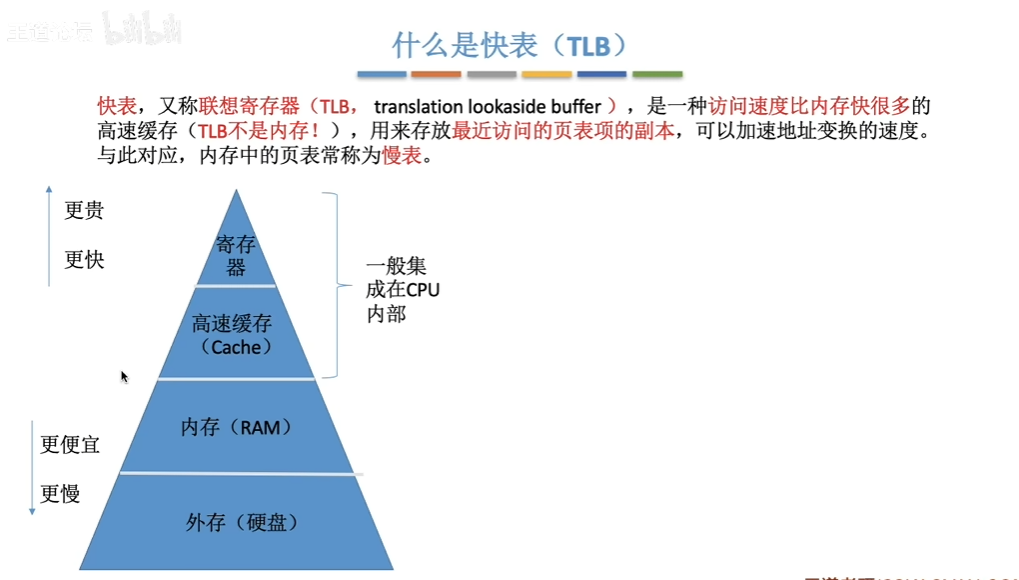 什么是快表（TLB）
快表，又称联想寄存器（TLB， translation lookaside buffer ），是一种访问速度比内存快很多的
高速缓存（TLB不是内存！），用来存放最近访问的页表项的副本，可以加速地址变换的速度。
与此对应，内存中的页表常称为慢表。
更贵
更快
寄存
器
高速缓存
（Cache）
一般集
成在CPU
内部
内存（RAM）
更便宜
更慢
外存（硬盘）
bilibili